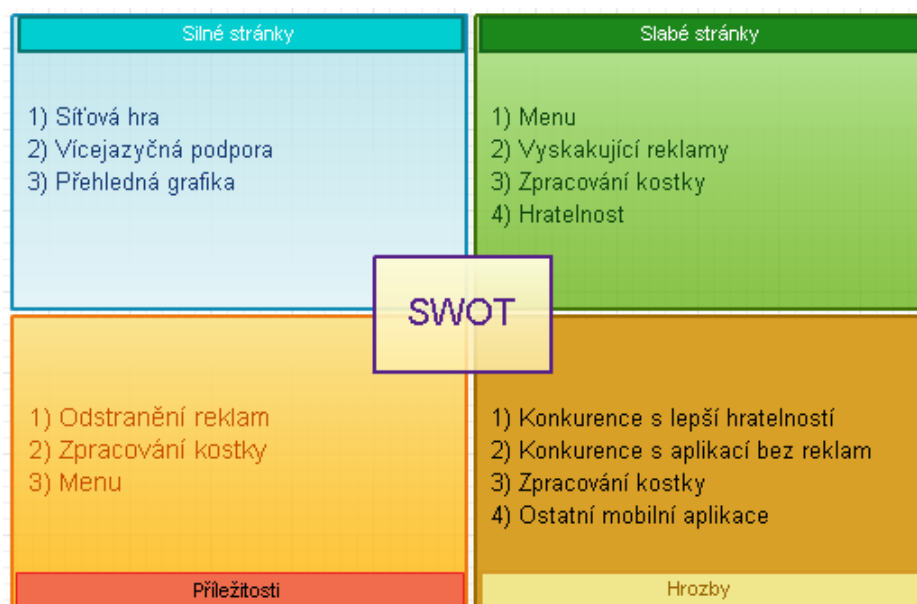 Silné stránky
1) Síťová hra
2) Vícejazyčná podpora
3) Přehledná grafika
Slabé stránky
1) Menu
2) Vyskakující reklamy
3) Zpracování kostky
4) Hratelnost
SWOT
1) Odstranění reklam
2) Zpracování kostky
3) Menu
Příležitosti
1) Konkurence s lepší hratelností
2) Konkurence s aplikací bez reklam
3) Zpracování kostky
4) Ostatní mobilní aplikace
Hrozby